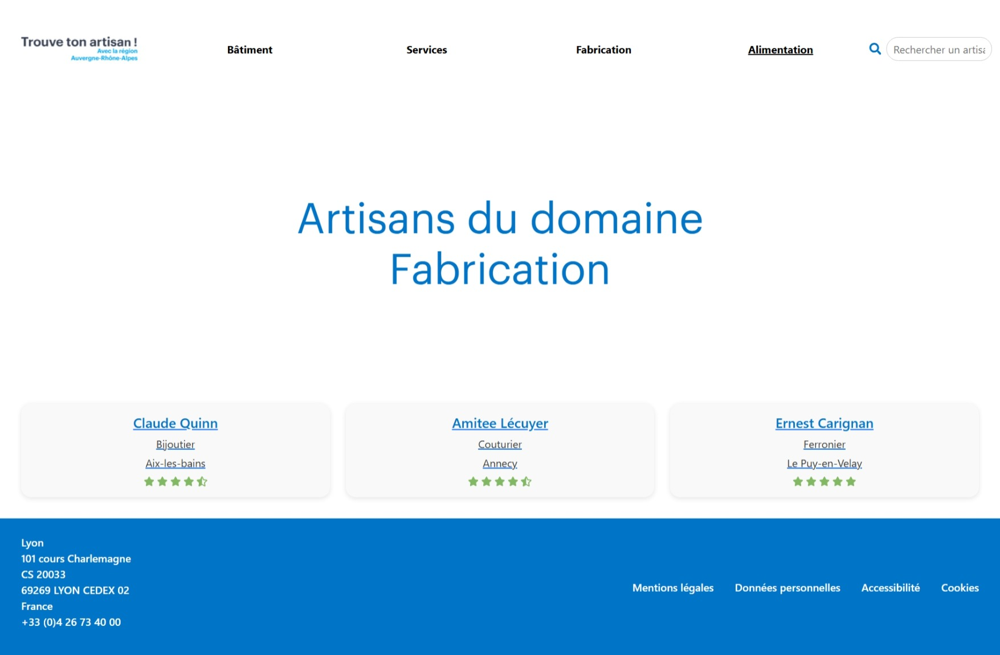 Trouve ton artisan !
Avec la région
Auvergne-Rhône-Alpes
Bâtiment
Services
Fabrication
Alimentation
Rechercher un artisa
Artisans du domaine
Fabrication
Claude Quinn
Bijoutier
Aix-les-bains
Amitee Lécuyer
Couturier
Annecy
Ernest Carignan
Ferronier
Le Puy-en-Velay
Lyon
101 cours Charlemagne
CS 20033
69269 LYON CEDEX 02
France
+33 (0)4 26 73 40 00
Mentions légales
Données personnelles
Accessibilité
Cookies